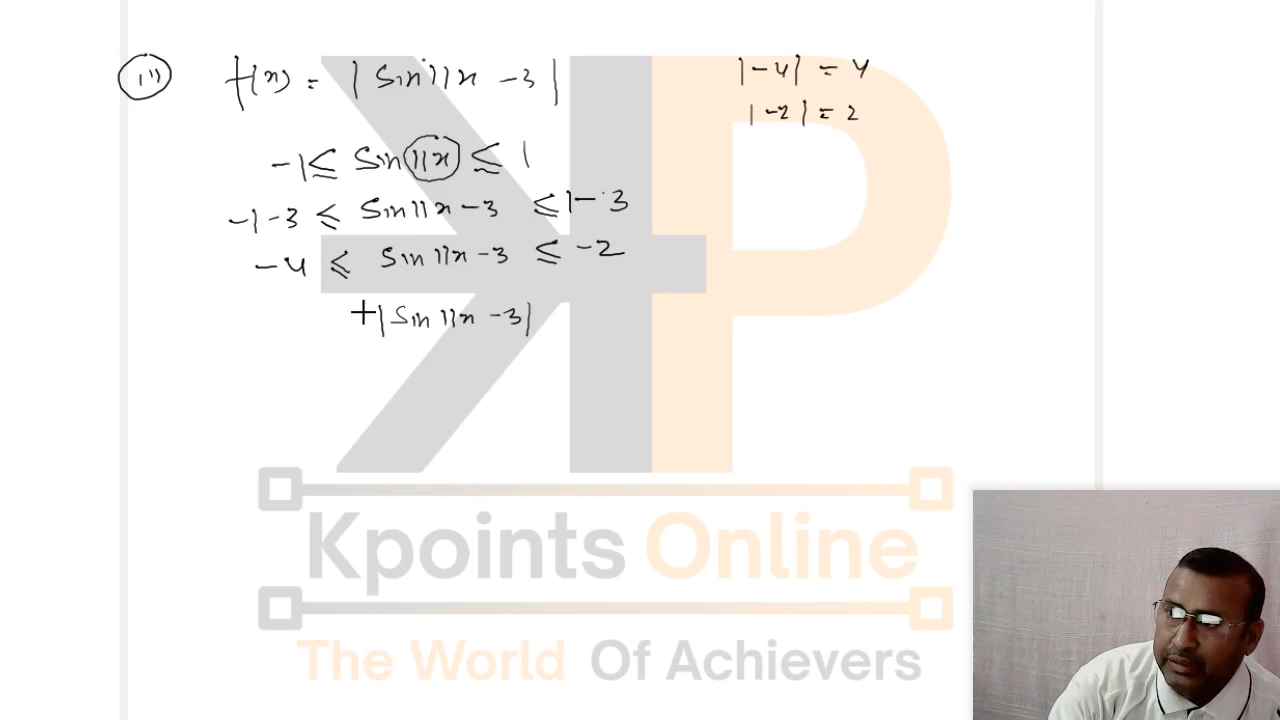 (ii) f(x) = | Sin 11x - 3 |
|-4| = 4
|-2| = 2
-1 ≤ Sin 11x ≤ 1
-1-3 ≤ Sin 11x - 3 ≤ 1-3
-4 ≤ Sin 11x - 3 ≤ -2
+|Sin 11x - 3|
Kpoints Online
The World Of Achievers